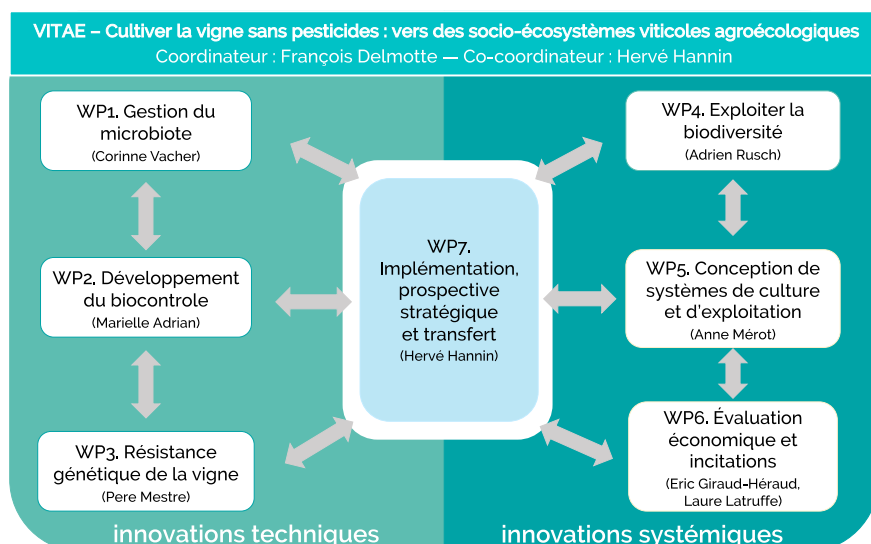 VITAE – Cultiver la vigne sans pesticides : vers des socio-écosystèmes viticoles agroécologiques
Coordinateur : François Delmotte — Co-coordinateur : Hervé Hannin
WP1. Gestion du
microbiote
(Corinne Vacher)
WP2. Développement
du biocontrole
(Marielle Adrian)
WP3. Résistance
génétique de la vigne
(Pere Mestre)
innovations techniques
WP7.
Implémentation,
prospective
stratégique
et transfert
(Hervé Hannin)
WP4. Exploiter la
biodiversité
(Adrien Rusch)
WP5. Conception de
systèmes de culture
et d'exploitation
(Anne Mérot)
WP6. Évaluation
économique et
incitations
(Eric Giraud-Héraud,
Laure Latruffe)
innovations systémiques